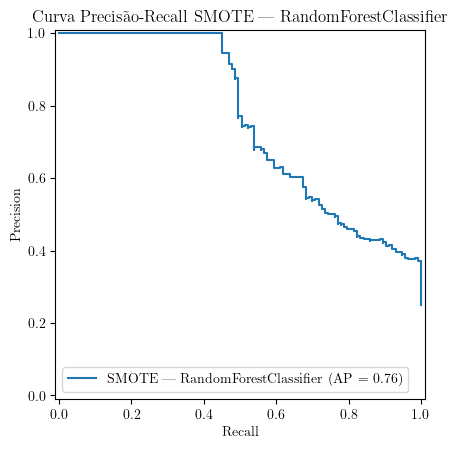 Curva Precisão-Recall SMOTE — RandomForestClassifier
1.0
0.8
0.6
0.4
0.2
0.0
Precision
SMOTE — RandomForestClassifier (AP = 0.76)
0.0 0.2 0.4 0.6 0.8 1.0
Recall